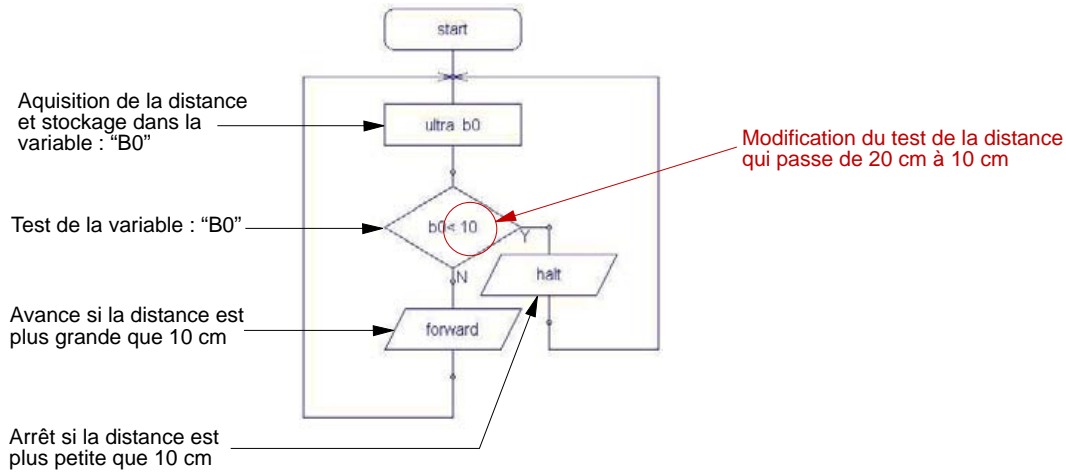 start
Aquisition de la distance
et stockage dans la
variable : “B0”
ultra b0
Modification du test de la distance
qui passe de 20 cm à 10 cm
Test de la variable : “B0”
b0< 10
Y
N
halt
Avance si la distance est
plus grande que 10 cm
forward
Arrêt si la distance est
plus petite que 10 cm